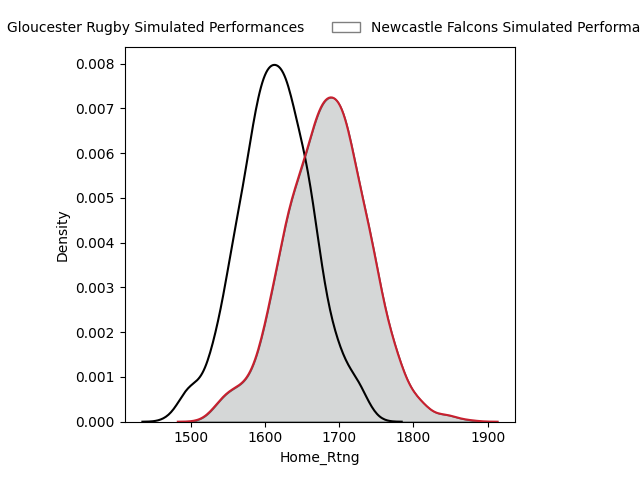 Gloucester Rugby Simulated Performances
Newcastle Falcons Simulated Performa
0.008
0.007
0.006
0.005
0.004
0.003
0.002
0.001
0.000
Density
1500 1600 1700 1800 1900
Home_Rtng